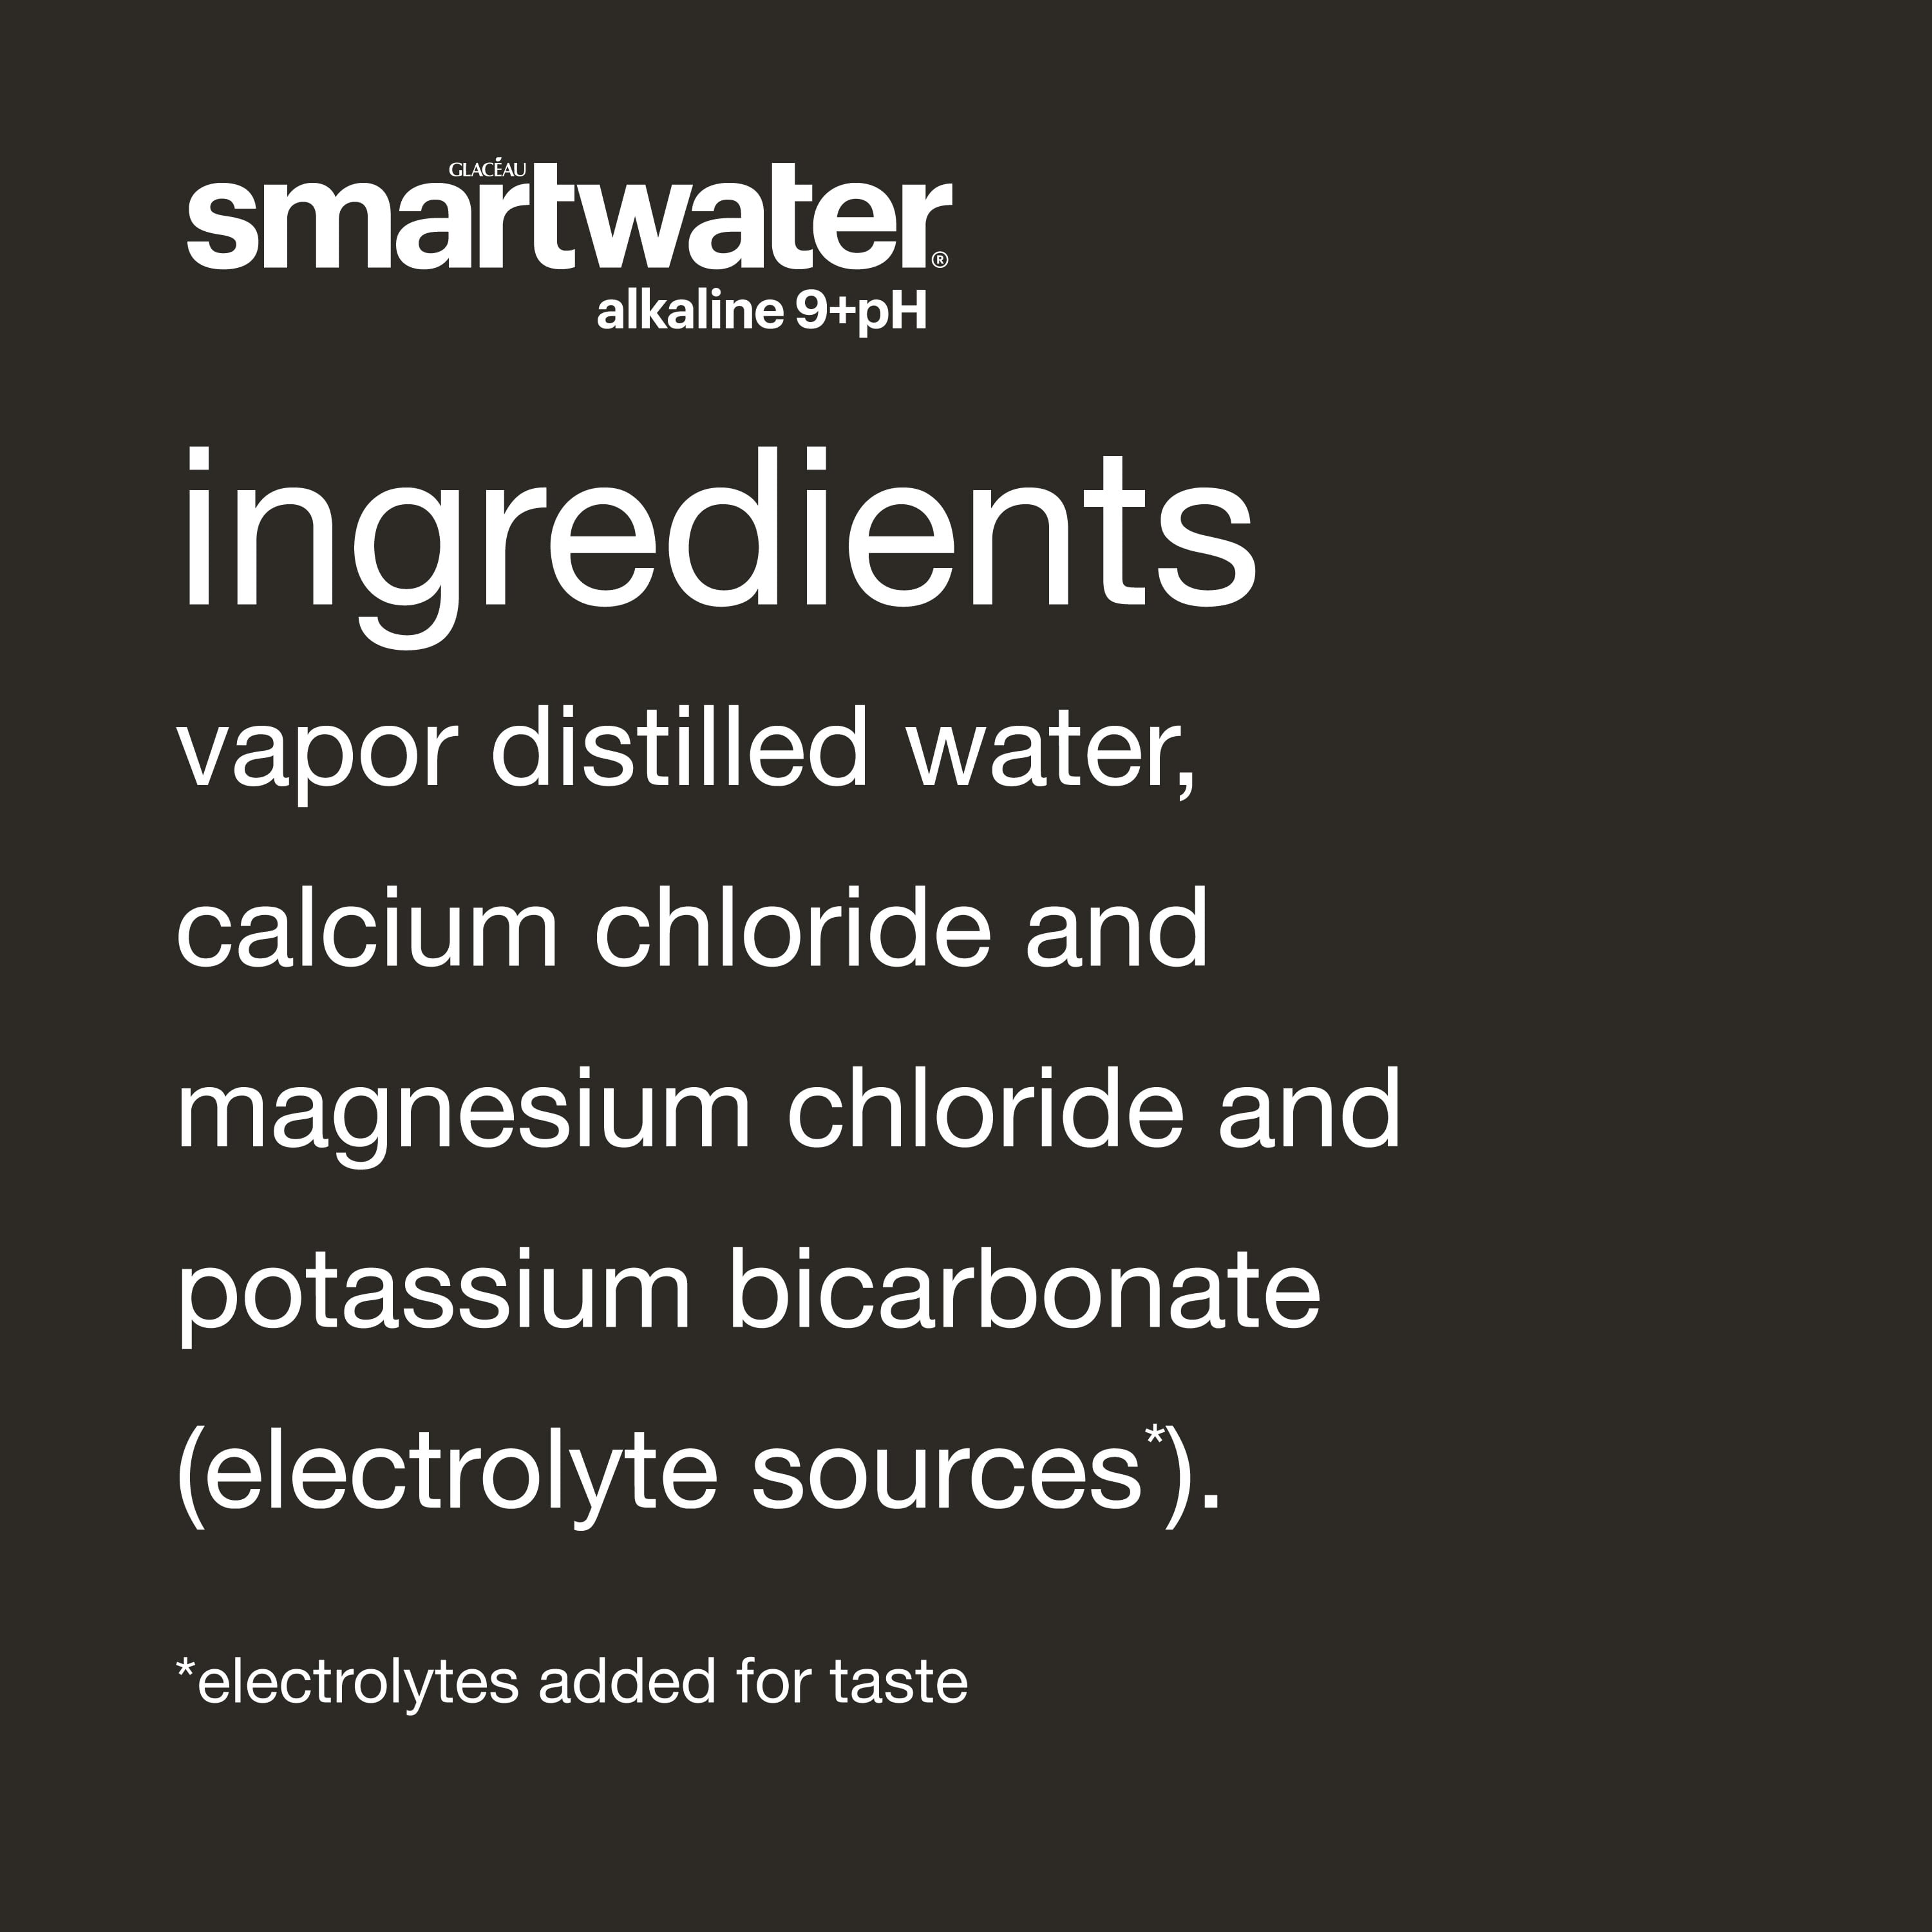 GLACÉAU
smartwater®
alkaline 9+pH
ingredients
vapor distilled water,
calcium chloride and
magnesium chloride and
potassium bicarbonate
(electrolyte sources*).
*electrolytes added for taste